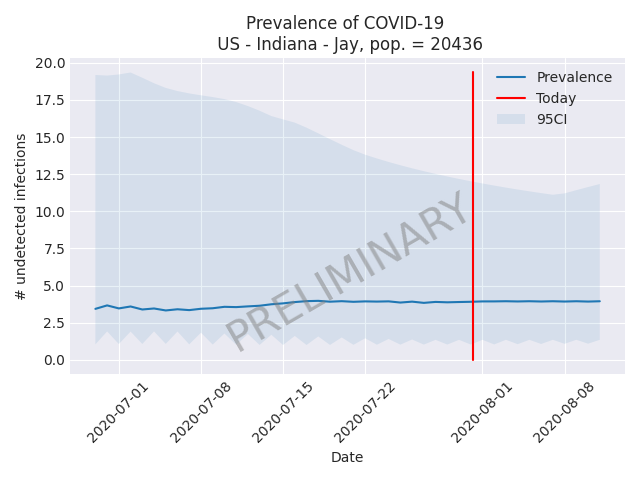 Prevalence of COVID-19
US - Indiana - Jay, pop. = 20436
20.0
17.5
15.0
12.5
10.0
7.5
5.0
2.5
0.0
# undetected infections
Prevalence
Today
95CI
PRELIMINARY
2020-07-01
2020-07-08
2020-07-15
2020-07-22
2020-08-01
2020-08-08
Date